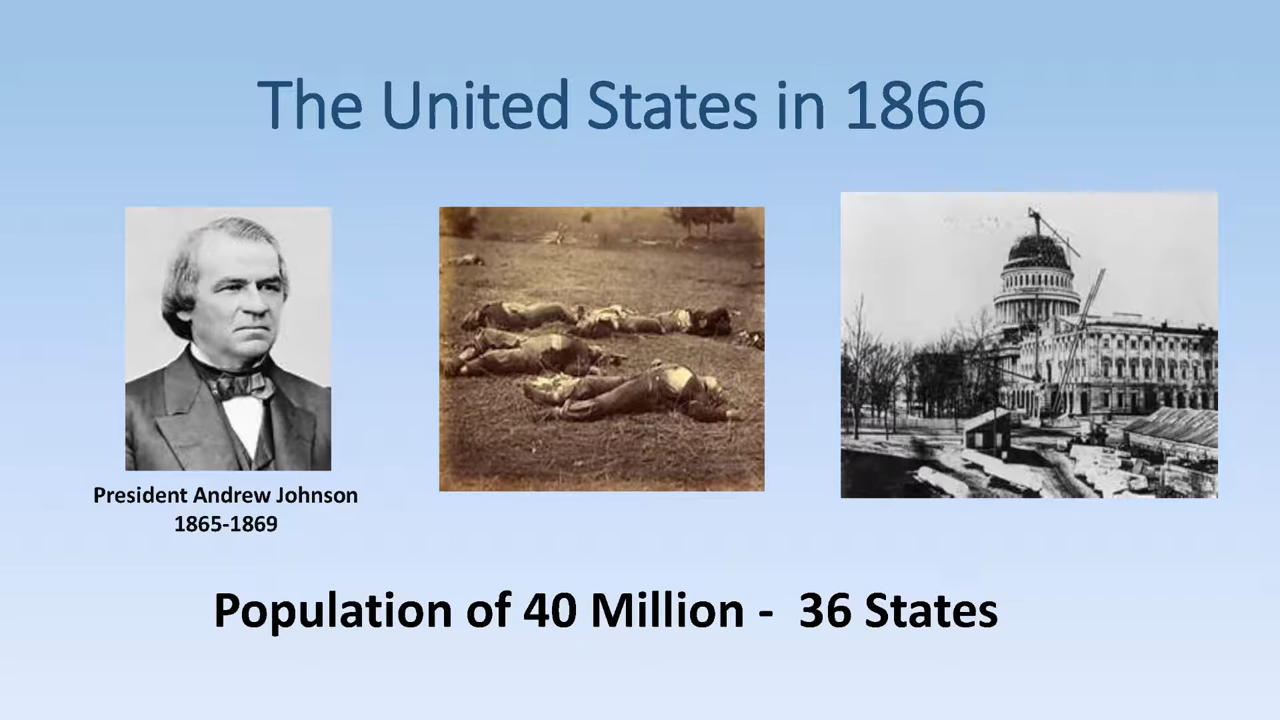 The United States in 1866
President Andrew Johnson
1865-1869
Population of 40 Million - 36 States